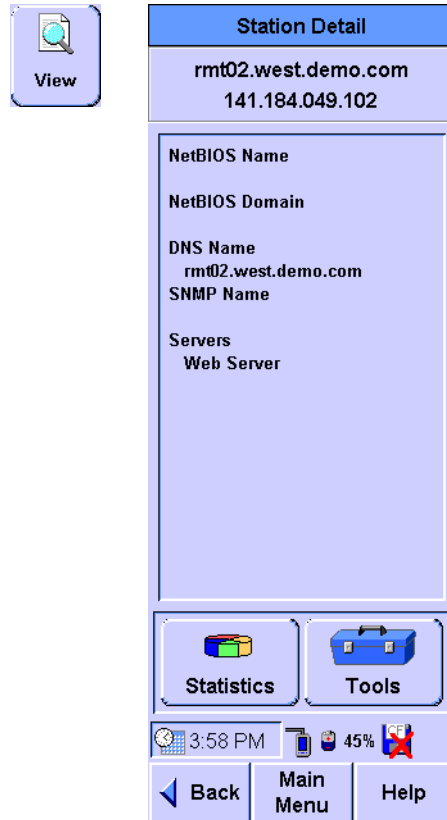 View
Station Detail
rmt02.west.demo.com
141.184.049.102
NetBIOS Name
NetBIOS Domain
DNS Name
rmt02.west.demo.com
SNMP Name
Servers
Web Server
Statistics
Tools
3:58 PM
45%
CF
Back
Main
Menu
Help